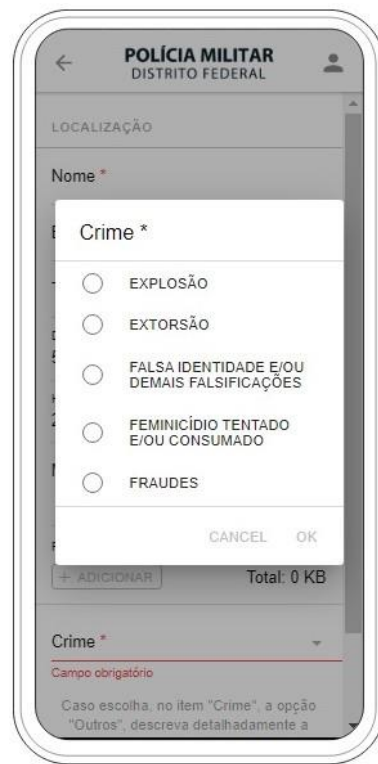 POLÍCIA MILITAR
DISTRITO FEDERAL
LOCALIZAÇÃO
Nome *
Crime *
EXPLOSÃO
EXTORSÃO
FALSA IDENTIDADE E/OU
DEMAIS FALSIFICAÇÕES
FEMINICÍDIO TENTADO
E/OU CONSUMADO
FRAUDES
CANCEL OK
+ ADICIONAR Total: 0 KB
Crime *
Campo obrigatório
Caso escolha, no item "Crime", a opção
"Outros", descreva detalhadamente a